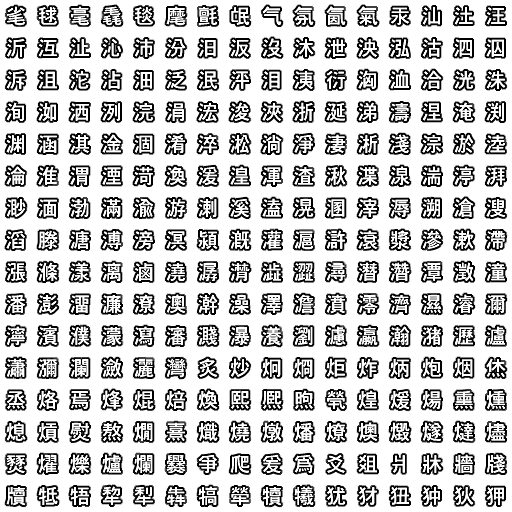 毟毬毫毳毯麾氈氓气氛氤氣汞汕汢汪
沂沍沚沁沛汾汨汳沒沐泄泱泓沽泗泅
泝沮沱沾沺泛泯泙泪洟衍洶洫洽洸洙
洵洳洒洌浣涓浤浚浹浙涎涕濤涅淹渕
渊涵淇淦涸淆淬淞淌淨淒淅淺淙淤淕
淪淮渭湮渮渙湲湟渾渣湫渫湶湍渟湃
渺湎渤滿渝游溂溪溘滉溷滓溽溯滄溲
滔滕溏溥滂溟潁漑灌滬滸滾漿滲漱滯
漲滌漾漓滷澆潺潸澁澀潯潛濳潭澂潼
潘澎澑濂潦澳澣澡澤澹濆澪濟濕濬濔
濘濱濮濛瀉瀋濺瀑瀁瀏濾瀛瀚潴瀝瀘
瀟瀰瀾瀲灑灣炙炒炯烱炬炸炳炮烟烋
烝烙焉烽焜焙煥煕熈煦煢煌煖煬熏燻
熄熕熨熬燗熹熾燒燉燔燎燠燬燧燵燼
燹燿爍爐爛爨爭爬爰爲爻爼爿牀牆牋
牘牴牾犂犁犇犒犖犢犧犹犲狃狆狄狎